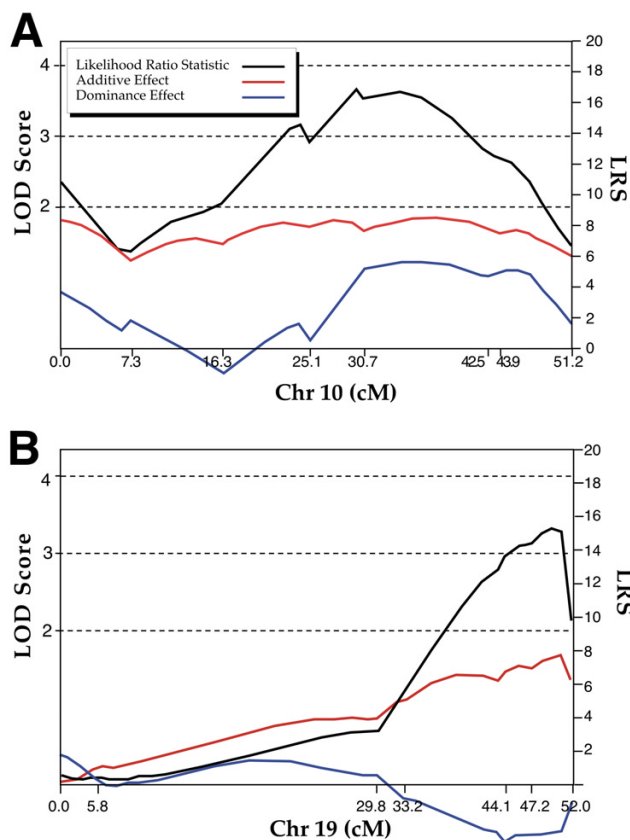 A
Likelihood Ratio Statistic
Additive Effect
Dominance Effect
4
3
2
LOD Score
20
18
16
14
12
10
8
6
4
2
0
LRS
0.0 7.3 16.3 25.1 30.7 425 439 51.2
Chr 10 (cM)
B
4
3
2
LOD Score
20
18
16
14
12
10
8
6
4
2
LRS
0.0 5.8 29.8 33.2 44.1 47.2 52.0
Chr 19 (cM)